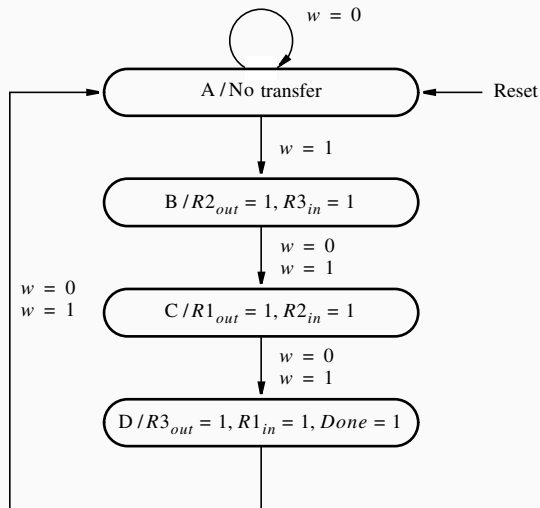 w = 0
A / No transfer
Reset
w = 1
B / R2out = 1, R3in = 1
w = 0
w = 1
w = 0
w = 1
C / R1out = 1, R2in = 1
w = 0
w = 1
D / R3out = 1, R1in = 1, Done = 1